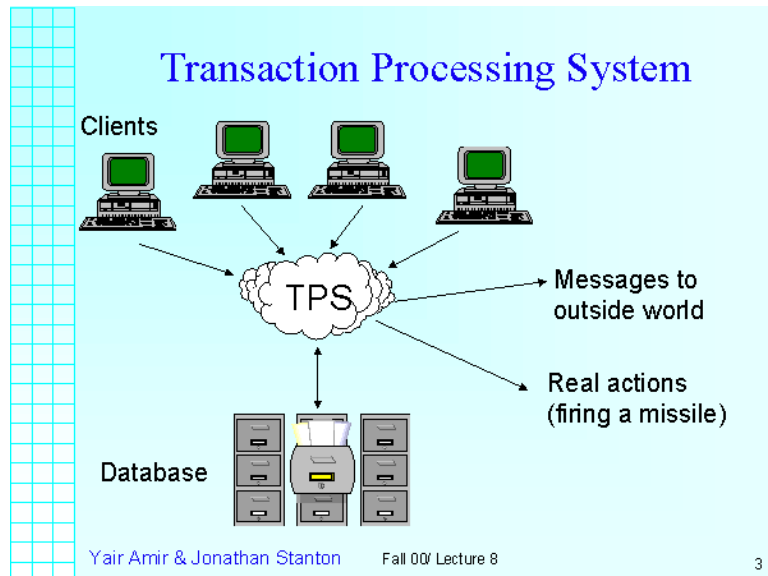 Transaction Processing System
Clients
TPS
Messages to
outside world
Real actions
(firing a missile)
Database
Yair Amir & Jonathan Stanton
Fall 00/ Lecture 8
3